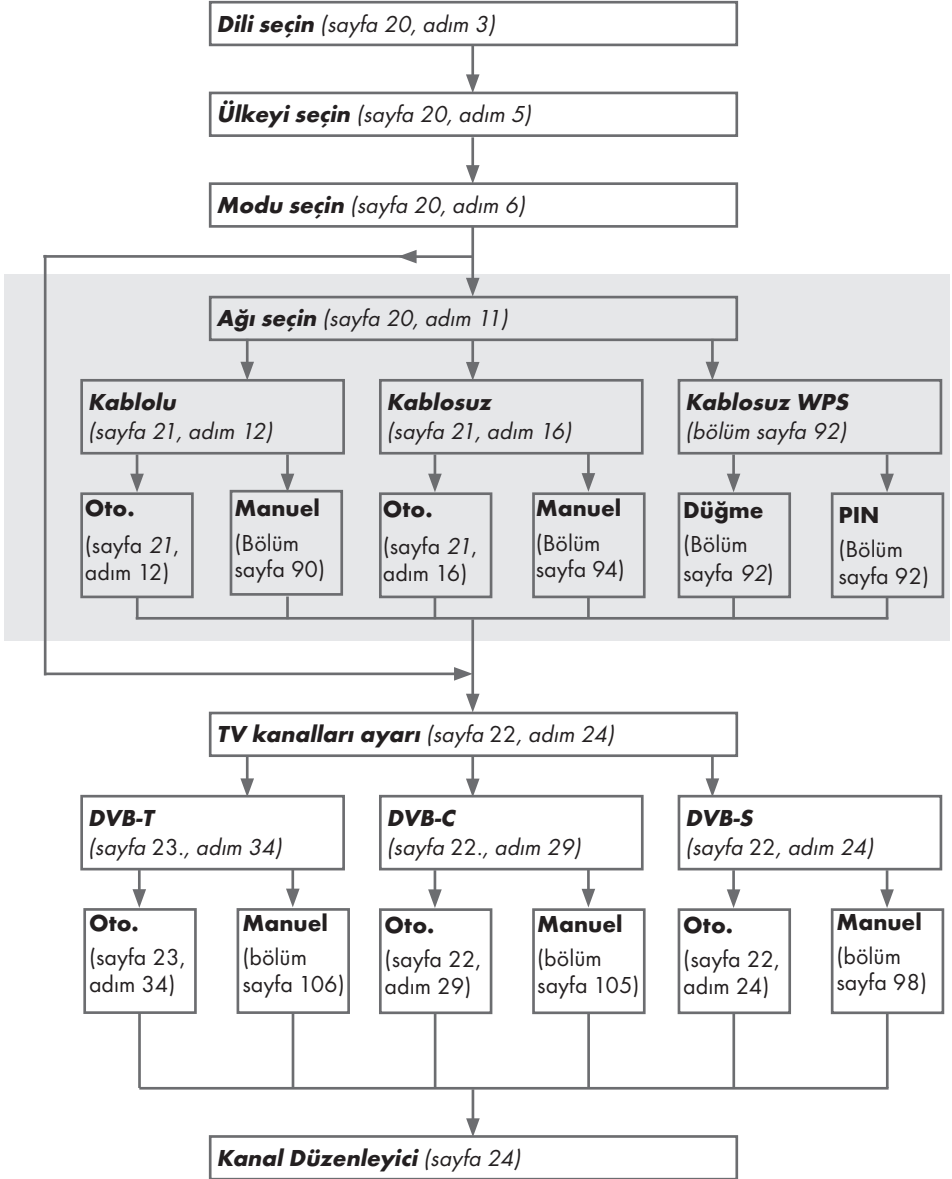 Dili seçin (sayfa 20, adım 3)
Ülkeyi seçin (sayfa 20, adım 5)
Modu seçin (sayfa 20, adım 6)
Ağı seçin (sayfa 20, adım 11)
Kablolu
(sayfa 21, adım 12)
Kablosuz
(sayfa 21, adım 16)
Kablosuz WPS
(bölüm sayfa 92)
Oto.
(sayfa 21,
adım 12)
Manuel
(Bölüm
sayfa 90)
Oto.
(sayfa 21,
adım 16)
Manuel
(Bölüm
sayfa 94)
Düğme
(Bölüm
sayfa 92)
PIN
(Bölüm
sayfa 92)
TV kanalları ayarı (sayfa 22, adım 24)
DVB-T
(sayfa 23., adım 34)
DVB-C
(sayfa 22., adım 29)
DVB-S
(sayfa 22, adım 24)
Oto.
(sayfa 23,
adım 34)
Manuel
(bölüm
sayfa 106)
Oto.
(sayfa 22,
adım 29)
Manuel
(bölüm
sayfa 105)
Oto.
(sayfa 22,
adım 24)
Manuel
(bölüm
sayfa 98)
Kanal Düzenleyici (sayfa 24)